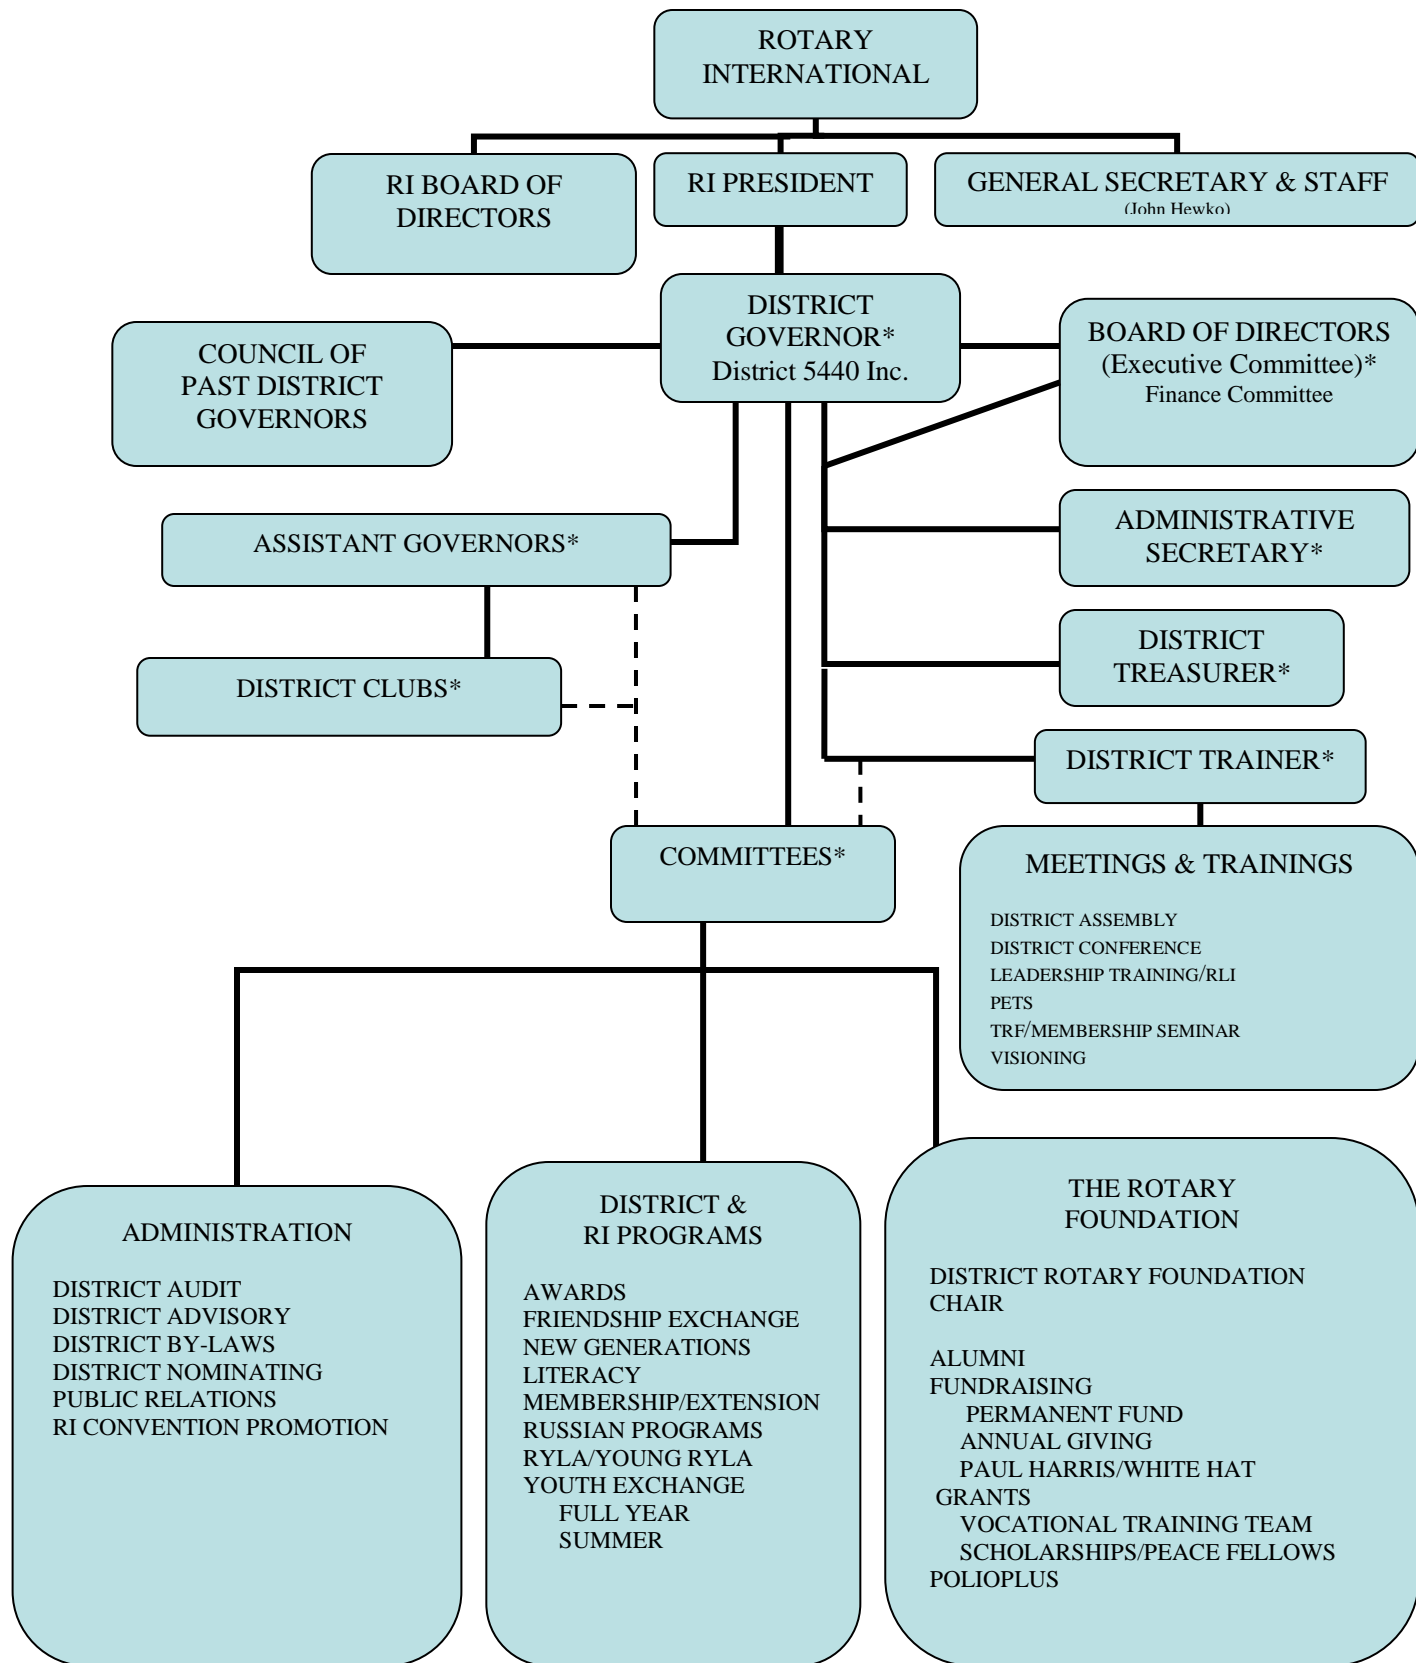 ROTARY
INTERNATIONAL
RI BOARD OF
DIRECTORS
RI PRESIDENT
GENERAL SECRETARY & STAFF
(John Hewko)
DISTRICT
GOVERNOR*
District 5440 Inc.
COUNCIL OF
PAST DISTRICT
GOVERNORS
BOARD OF DIRECTORS
(Executive Committee)*
Finance Committee
ADMINISTRATIVE
SECRETARY*
ASSISTANT GOVERNORS*
DISTRICT
TREASURER*
DISTRICT CLUBS*
DISTRICT TRAINER*
COMMITTEES*
MEETINGS & TRAININGS
DISTRICT ASSEMBLY
DISTRICT CONFERENCE
LEADERSHIP TRAINING/RLI
PETS
TRF/MEMBERSHIP SEMINAR
VISIONING
ADMINISTRATION
DISTRICT AUDIT
DISTRICT ADVISORY
DISTRICT BY-LAWS
DISTRICT NOMINATING
PUBLIC RELATIONS
RI CONVENTION PROMOTION
DISTRICT &
RI PROGRAMS
AWARDS
FRIENDSHIP EXCHANGE
NEW GENERATIONS
LITERACY
MEMBERSHIP/EXTENSION
RUSSIAN PROGRAMS
RYLA/YOUNG RYLA
YOUTH EXCHANGE
FULL YEAR
SUMMER
THE ROTARY
FOUNDATION
DISTRICT ROTARY FOUNDATION
CHAIR
ALUMNI
FUNDRAISING
PERMANENT FUND
ANNUAL GIVING
PAUL HARRIS/WHITE HAT
GRANTS
VOCATIONAL TRAINING TEAM
SCHOLARSHIPS/PEACE FELLOWS
POLIOPLUS